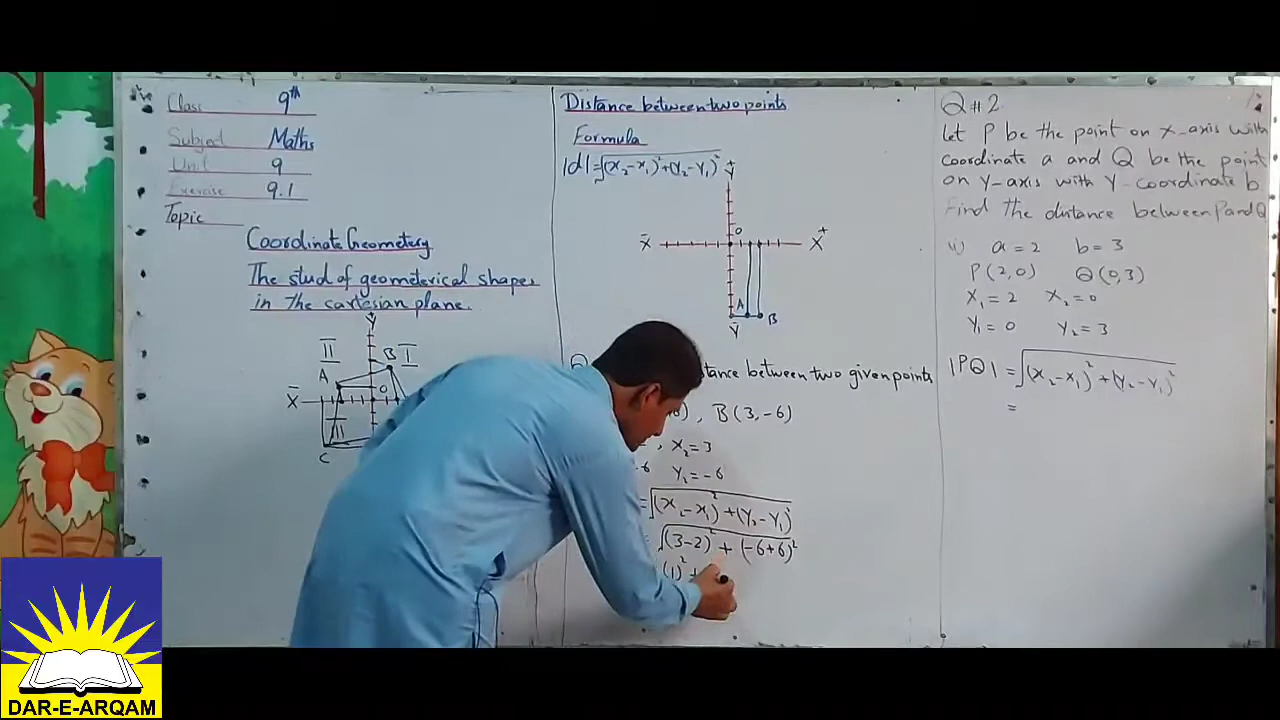 Class 9th
Subject Maths
Unit 9
Exercise 9.1
Topic
Coordinate Geometery
The stud of geometerical shapes
in the cartesian plane.
Y
II
B I
A
X̄ O
III
C
Distance between two points
Formula
|d|=√(x₂-x₁)²+(y₂-y₁)²
Y+
O
X̄ X+
A
B
Ȳ
tance between two given points
, B(3,-6)
, x₂=3
-6 y₂=-6
=√(x₂-x₁)²+(y₂-y₁)²
=√(3-2)²+(-6+6)²
(1)²+
Q#2
Let P be the point on x-axis with
coordinate a and Q be the point
on y-axis with y-coordinate b
Find the distance between P and Q
i) a=2 b=3
P(2,0) Q(0,3)
x₁=2 x₂=0
y₁=0 y₂=3
|PQ|=√(x₂-x₁)²+(y₂-y₁)²
=
DAR-E-ARQAM